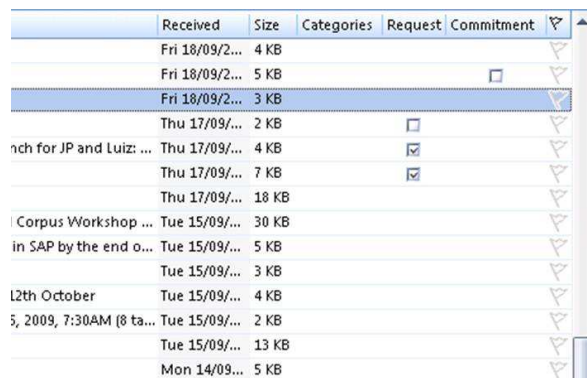 Received Size Categories Request Commitment
Fri 18/09/2... 4 KB
Fri 18/09/2... 5 KB
Fri 18/09/2... 3 KB
Thu 17/09/... 2 KB
nch for JP and Luiz: ... Thu 17/09/... 4 KB
Thu 17/09/... 7 KB
Thu 17/09/... 18 KB
l Corpus Workshop ... Tue 15/09/... 30 KB
in SAP by the end o... Tue 15/09/... 5 KB
Tue 15/09/... 3 KB
12th October Tue 15/09/... 4 KB
5, 2009, 7:30AM (8 ta... Tue 15/09/... 2 KB
Tue 15/09/... 13 KB
Mon 14/09... 5 KB